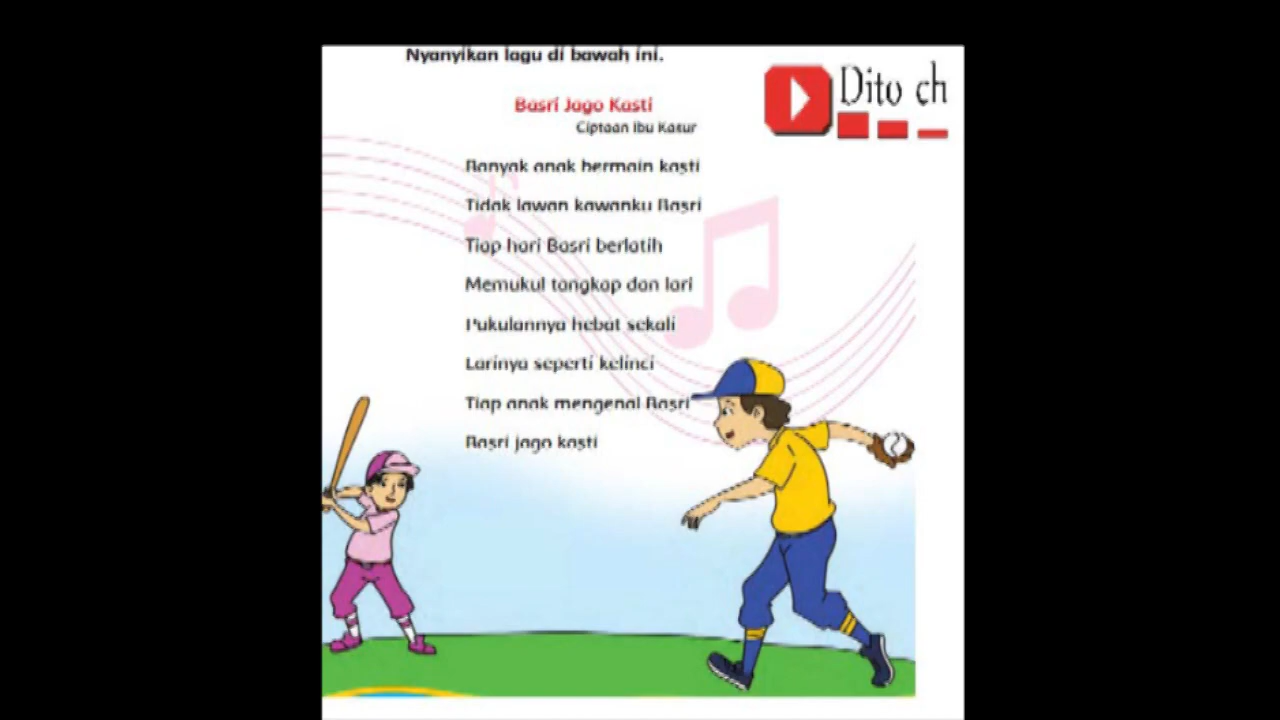 Nyanyikan lagu di bawah ini.
Dito ch
Basri Jago Kasti
Ciptaan Ibu Kasur
Banyak anak bermain kasti
Tidak lawan kawanku Basri
Tiap hari Basri berlatih
Memukul tangkap dan lari
Pukulannya hebat sekali
Larinya seperti kelinci
Tiap anak mengenal Basri
Basri jago kasti